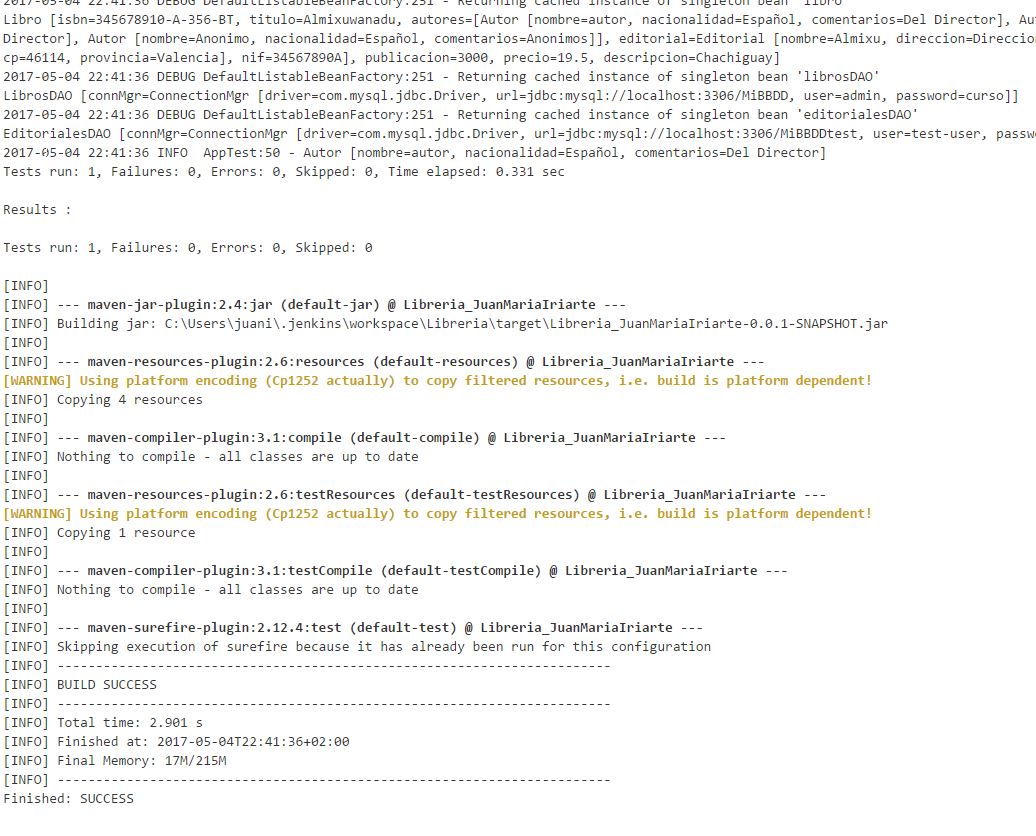 2017-05-04 22:41:36 DEBUG DefaultListableBeanFactory:251 - Returning cached instance of singleton bean 'libro'
Libro [isbn=345678910-A-356-BT, titulo=Almixuwanadu, autores=[Autor [nombre=autor, nacionalidad=Español, comentarios=Del Director], Au
Director], Autor [nombre=Anonimo, nacionalidad=Español, comentarios=Anonimos]], editorial=Editorial [nombre=Almixu, direccion=Direccio
cp=46114, provincia=Valencia], nif=34567890A], publicacion=3000, precio=19.5, descripcion=Chachiguay]
2017-05-04 22:41:36 DEBUG DefaultListableBeanFactory:251 - Returning cached instance of singleton bean 'librosDAO'
LibrosDAO [connMgr=ConnectionMgr [driver=com.mysql.jdbc.Driver, url=jdbc:mysql://localhost:3306/MiBBDD, user=admin, password=curso]]
2017-05-04 22:41:36 DEBUG DefaultListableBeanFactory:251 - Returning cached instance of singleton bean 'editorialesDAO'
EditorialesDAO [connMgr=ConnectionMgr [driver=com.mysql.jdbc.Driver, url=jdbc:mysql://localhost:3306/MiBBDDtest, user=test-user, passw
2017-05-04 22:41:36 INFO  AppTest:50 - Autor [nombre=autor, nacionalidad=Español, comentarios=Del Director]
Tests run: 1, Failures: 0, Errors: 0, Skipped: 0, Time elapsed: 0.331 sec
Results :
Tests run: 1, Failures: 0, Errors: 0, Skipped: 0
[INFO]
[INFO] --- maven-jar-plugin:2.4:jar (default-jar) @ Libreria_JuanMariaIriarte ---
[INFO] Building jar: C:\Users\juani\.jenkins\workspace\Libreria\target\Libreria_JuanMariaIriarte-0.0.1-SNAPSHOT.jar
[INFO]
[INFO] --- maven-resources-plugin:2.6:resources (default-resources) @ Libreria_JuanMariaIriarte ---
[WARNING] Using platform encoding (Cp1252 actually) to copy filtered resources, i.e. build is platform dependent!
[INFO] Copying 4 resources
[INFO]
[INFO] --- maven-compiler-plugin:3.1:compile (default-compile) @ Libreria_JuanMariaIriarte ---
[INFO] Nothing to compile - all classes are up to date
[INFO]
[INFO] --- maven-resources-plugin:2.6:testResources (default-testResources) @ Libreria_JuanMariaIriarte ---
[WARNING] Using platform encoding (Cp1252 actually) to copy filtered resources, i.e. build is platform dependent!
[INFO] Copying 1 resource
[INFO]
[INFO] --- maven-compiler-plugin:3.1:testCompile (default-testCompile) @ Libreria_JuanMariaIriarte ---
[INFO] Nothing to compile - all classes are up to date
[INFO]
[INFO] --- maven-surefire-plugin:2.12.4:test (default-test) @ Libreria_JuanMariaIriarte ---
[INFO] Skipping execution of surefire because it has already been run for this configuration
[INFO] ------------------------------------------------------------------------
[INFO] BUILD SUCCESS
[INFO] ------------------------------------------------------------------------
[INFO] Total time: 2.901 s
[INFO] Finished at: 2017-05-04T22:41:36+02:00
[INFO] Final Memory: 17M/215M
[INFO] ------------------------------------------------------------------------
Finished: SUCCESS